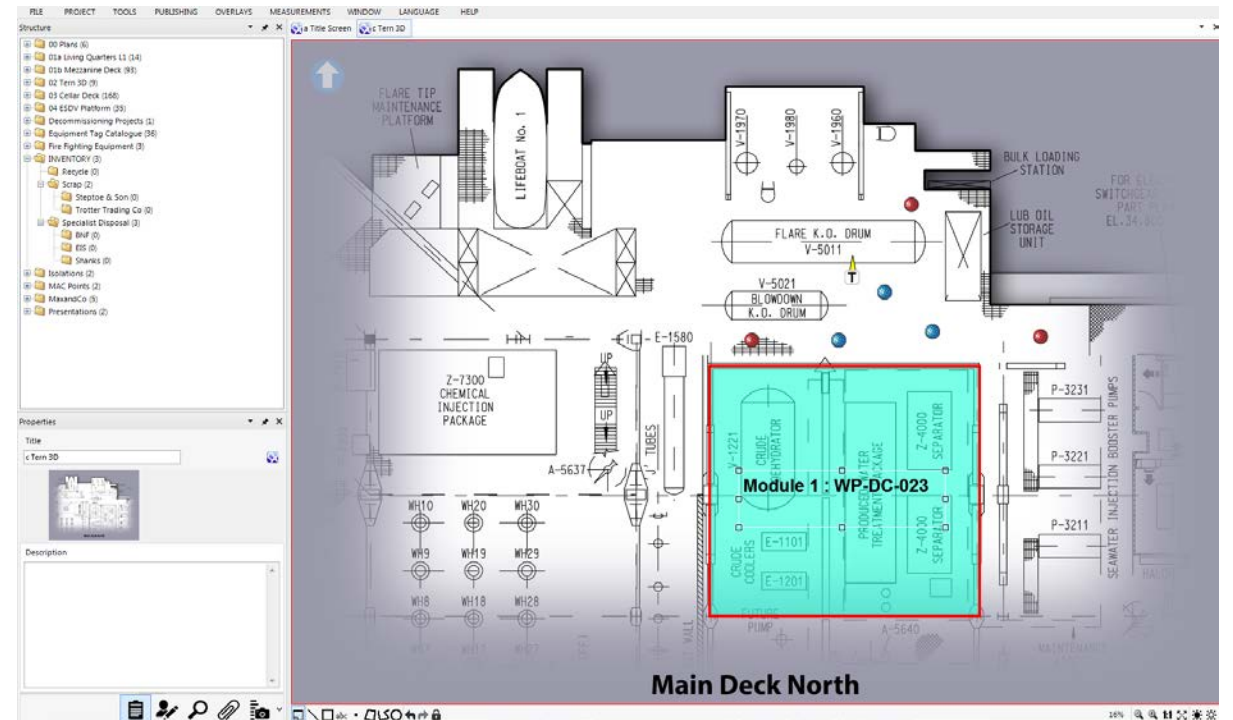 FILE PROJECT TOOLS PUBLISHING OVERLAYS MEASUREMENTS WINDOW LANGUAGE HELP
Structure
a Title Screen
c Tern 3D
00 Plans (6)
01a Living Quarters L1 (14)
01b Mezzanine Deck (93)
02 Tern 3D (9)
03 Cellar Deck (168)
04 ESDV Platform (35)
Decommissioning Projects (1)
Equipment Tag Catalogue (36)
Fire Fighting Equipment (3)
INVENTORY (3)
Recycle (0)
Scrap (2)
Steptoe & Son (0)
Trotter Trading Co (0)
Specialist Disposal (3)
BNF (0)
EIS (0)
Shanks (0)
Isolations (2)
MAC Points (2)
MaxandCo (5)
Presentations (2)
Properties
Title
c Tern 3D
Description
FLARE TIP
MAINTENANCE
PLATFORM
LIFEBOAT No. 1
V-1970
V-1980
V-1960
BULK LOADING
STATION
LUB OIL
STORAGE
UNIT
FLARE K.O. DRUM
V-5011
T
V-5021
BLOWDOWN
K.O. DRUM
E-1580
Z-7300
CHEMICAL
INJECTION
PACKAGE
UP
UP
TUBES
A-5637
V-1221
CRUDE
DEHYDRATOR
Z-4000
SEPARATOR
Module 1 : WP-DC-023
PRODUCED WATER
TREATMENT PACKAGE
Z-4030
SEPARATOR
CRUDE
COOLERS
E-1101
E-1201
FUTURE
PUMP
A-5640
P-3231
P-3221
P-3211
SEAWATER INJECTION BOOSTER PUMPS
WH10 WH20 WH30
WH9 WH19 WH29
WH8 WH18 WH28
Main Deck North
16%